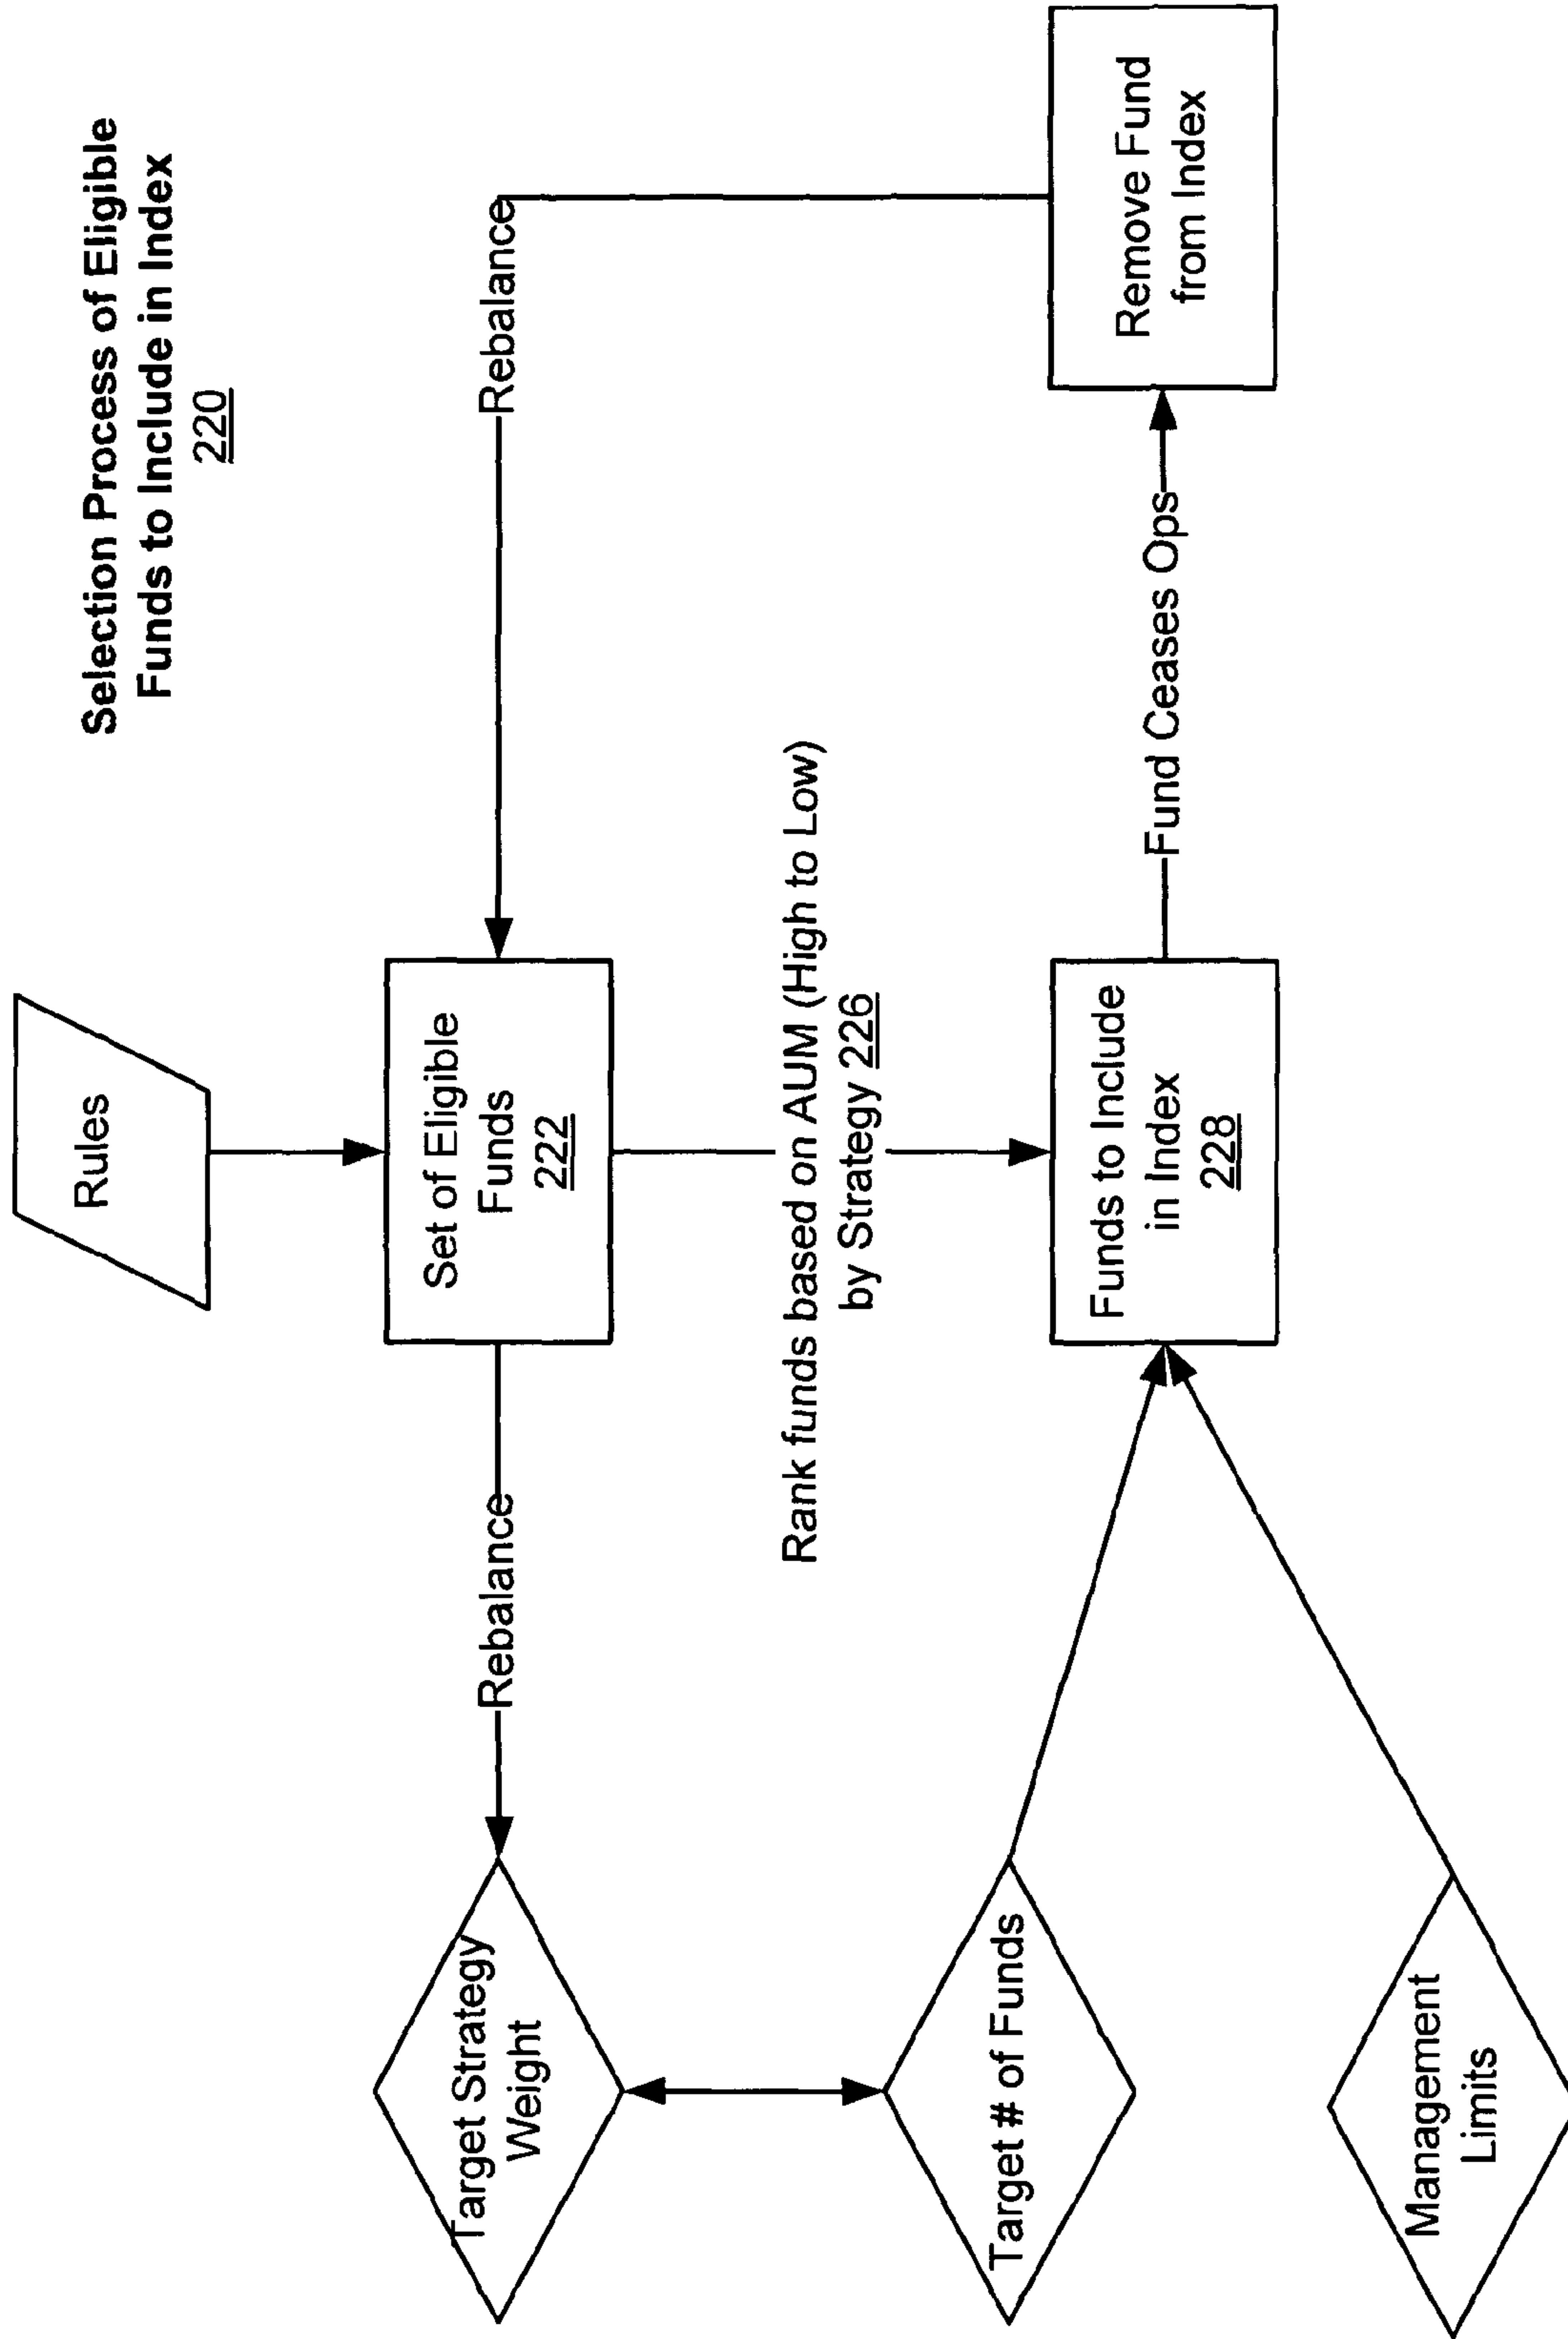 Selection Process of Eligible
Funds to Include in Index
220
Rules
Rebalance
Set of Eligible
Funds
222
Rebalance
Target Strategy
Weight
Rank funds based on AUM (High to Low)
by Strategy 226
Target # of Funds
Funds to Include
in Index
228
Fund Ceases Ops
Remove Fund
from Index
Management
Limits